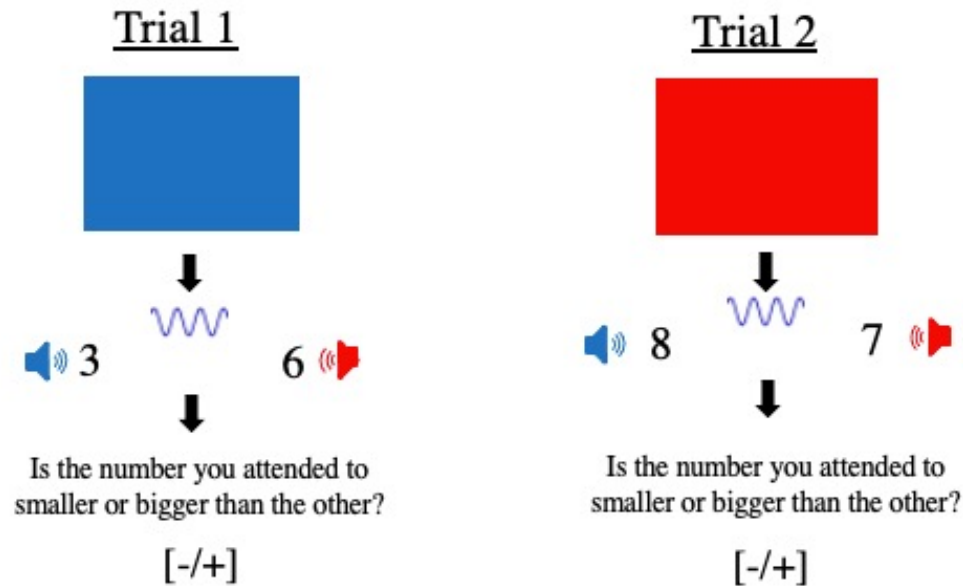 Trial 1
3
6
Is the number you attended to
smaller or bigger than the other?
[-/+]
Trial 2
8
7
Is the number you attended to
smaller or bigger than the other?
[-/+]